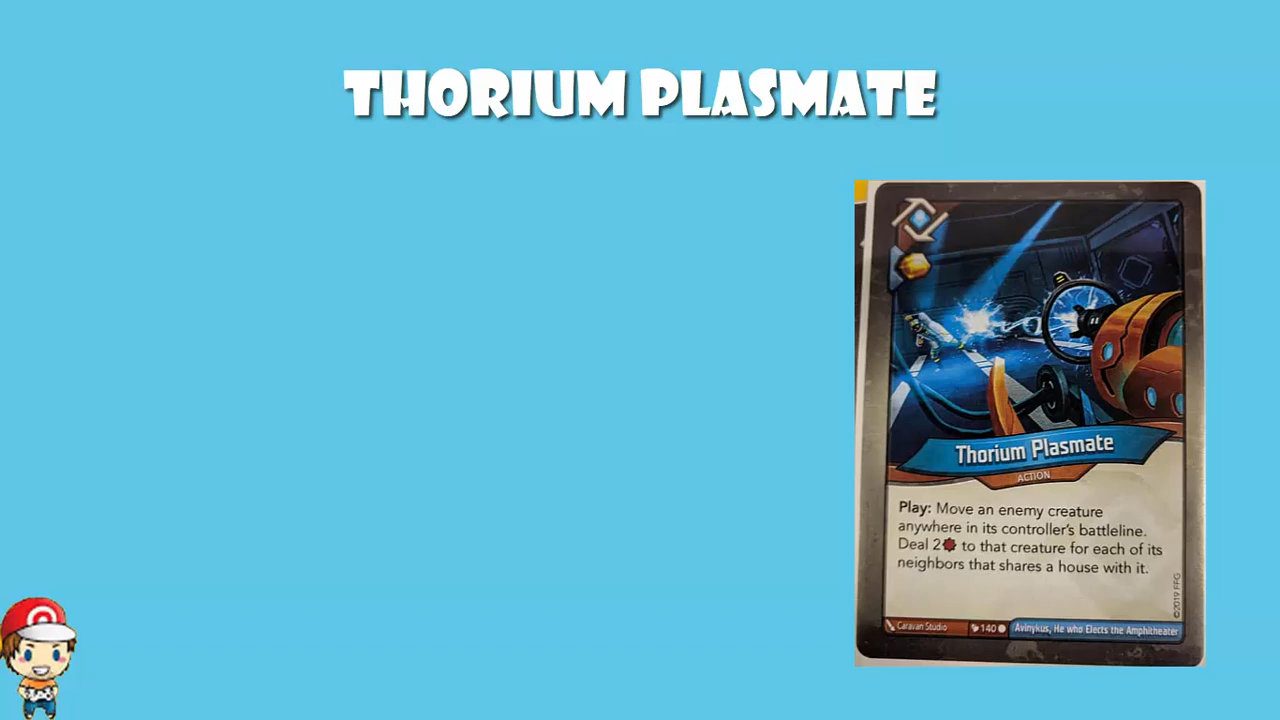 THORIUM PLASMATE
Thorium Plasmate
ACTION
Play: Move an enemy creature
anywhere in its controller's battleline.
Deal 2 to that creature for each of its
neighbors that shares a house with it.
©2019 FFG
Caravan Studio
140
Avinykus, He who Elects the Amphitheater